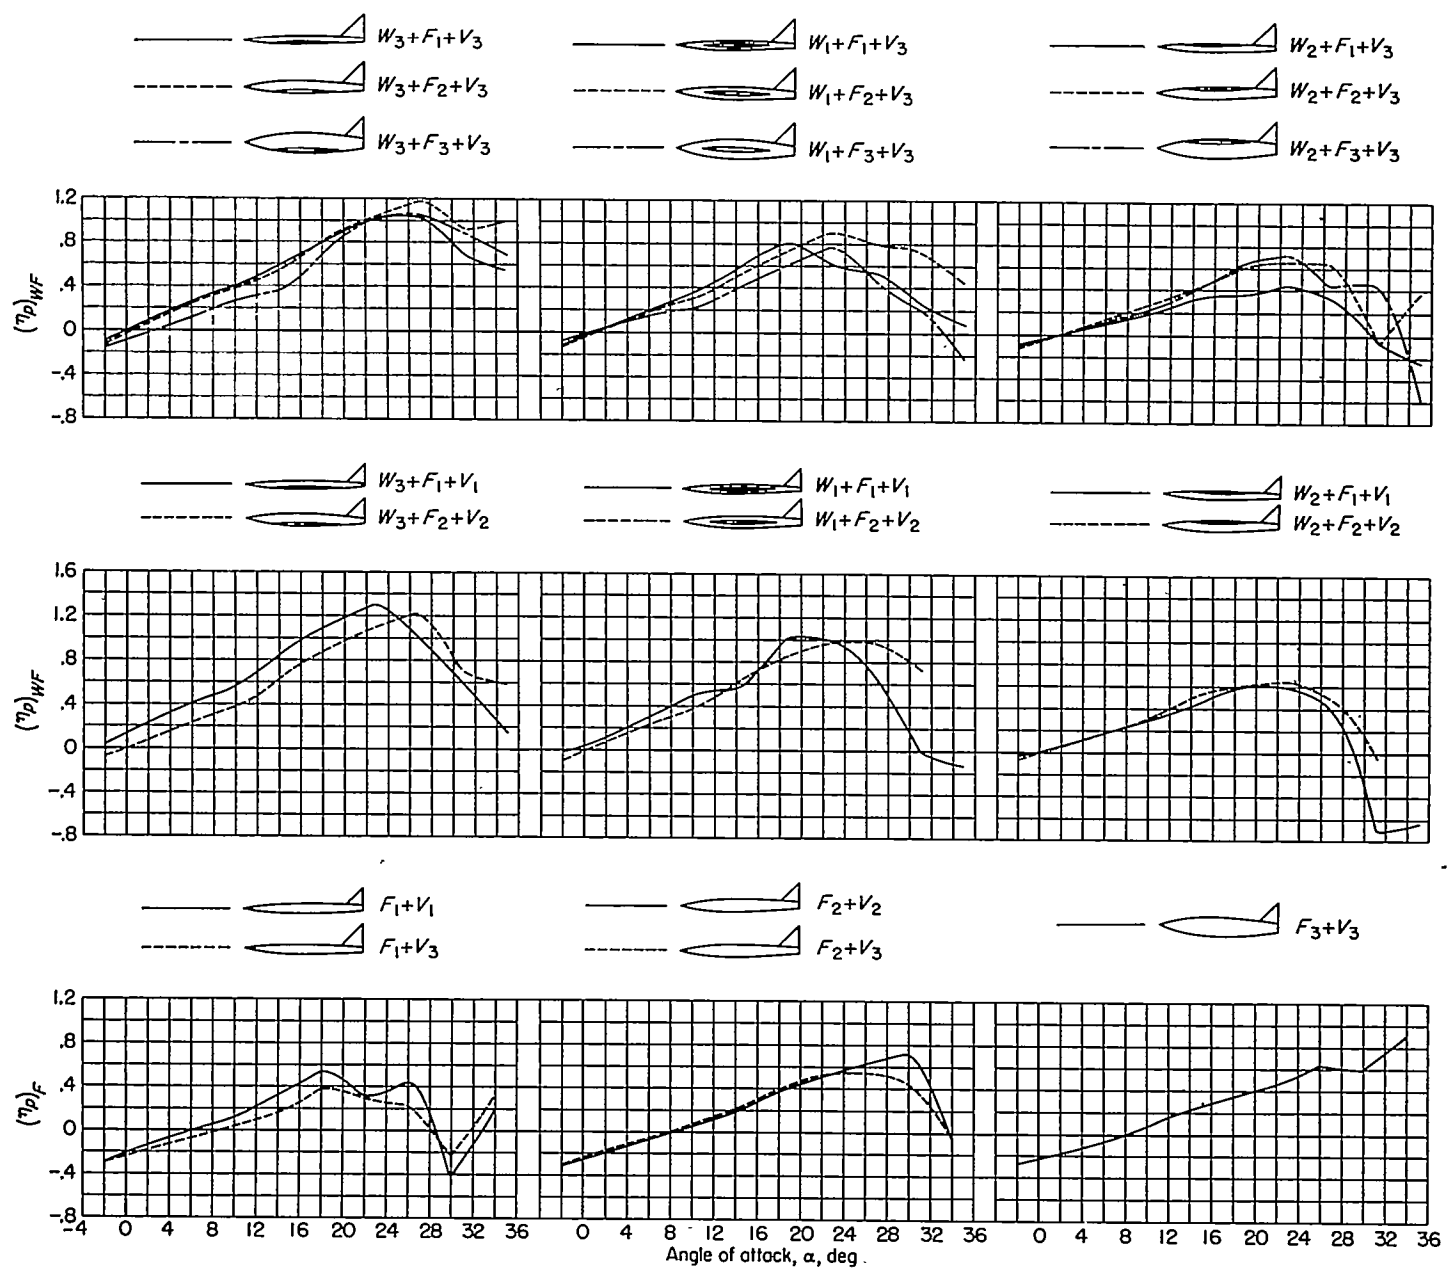 W3+F1+V3
W1+F1+V3
W2+F1+V3
W3+F2+V3
W1+F2+V3
W2+F2+V3
W3+F3+V3
W1+F3+V3
W2+F3+V3
1.2
.8
.4
0
-.4
-.8
(ηp)WF
W3+F1+V1
W1+F1+V1
W2+F1+V1
W3+F2+V2
W1+F2+V2
W2+F2+V2
1.6
1.2
.8
.4
0
-.4
-.8
(ηp)WF
F1+V1
F2+V2
F3+V3
F1+V3
F2+V3
1.2
.8
.4
0
-.4
-.8
(ηp)F
-4 0 4 8 12 16 20 24 28 32 36
0 4 8 12 16 20 24 28 32
0 4 8 12 16 20 24 28 32 36
Angle of attack, α, deg.